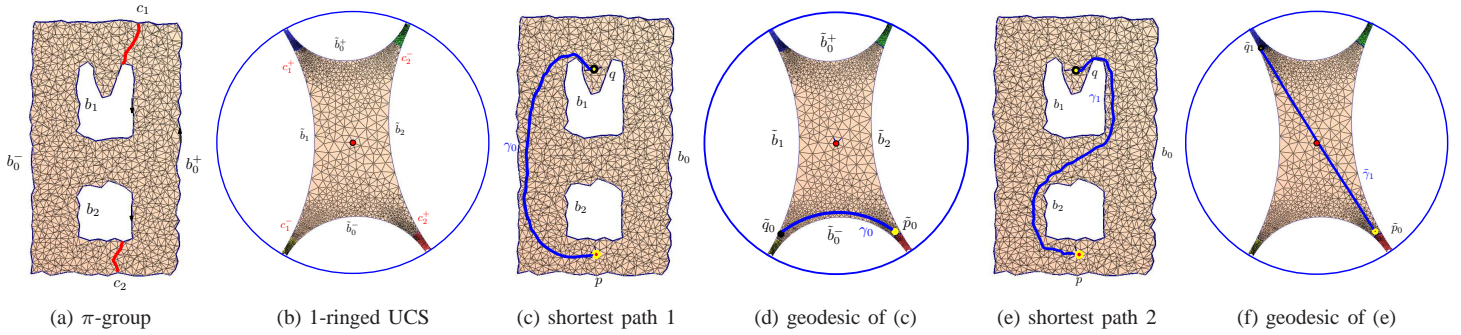 c₁
b₁
b₀⁻
b₀⁺
b₂
c₂
(a) π-group
b̃₀⁺
c₁⁺
c₂⁻
b̃₁
b̃₂
c₁⁻
c₂⁺
b̃₀⁻
(b) 1-ringed UCS
q
b₁
γ₀
b₀
b₂
p
(c) shortest path 1
b̃₀⁺
b̃₁
b̃₂
q̃₀
p̃₀
γ₀
b̃₀⁻
(d) geodesic of (c)
q
b₁
γ₁
b₀
b₂
p
(e) shortest path 2
q̃₁
γ̃₁
p̃₀
(f) geodesic of (e)